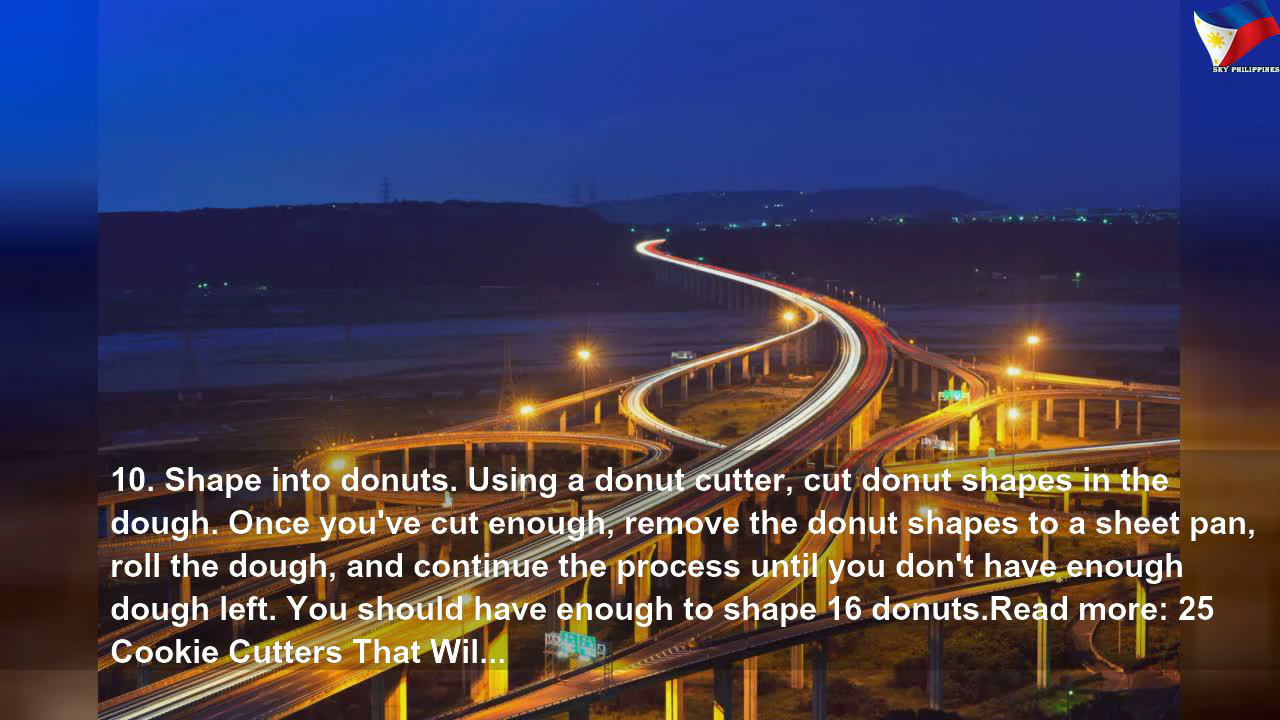 SKY PHILIPPINES
10. Shape into donuts. Using a donut cutter, cut donut shapes in the
dough. Once you've cut enough, remove the donut shapes to a sheet pan,
roll the dough, and continue the process until you don't have enough
dough left. You should have enough to shape 16 donuts.Read more: 25
Cookie Cutters That Wil...